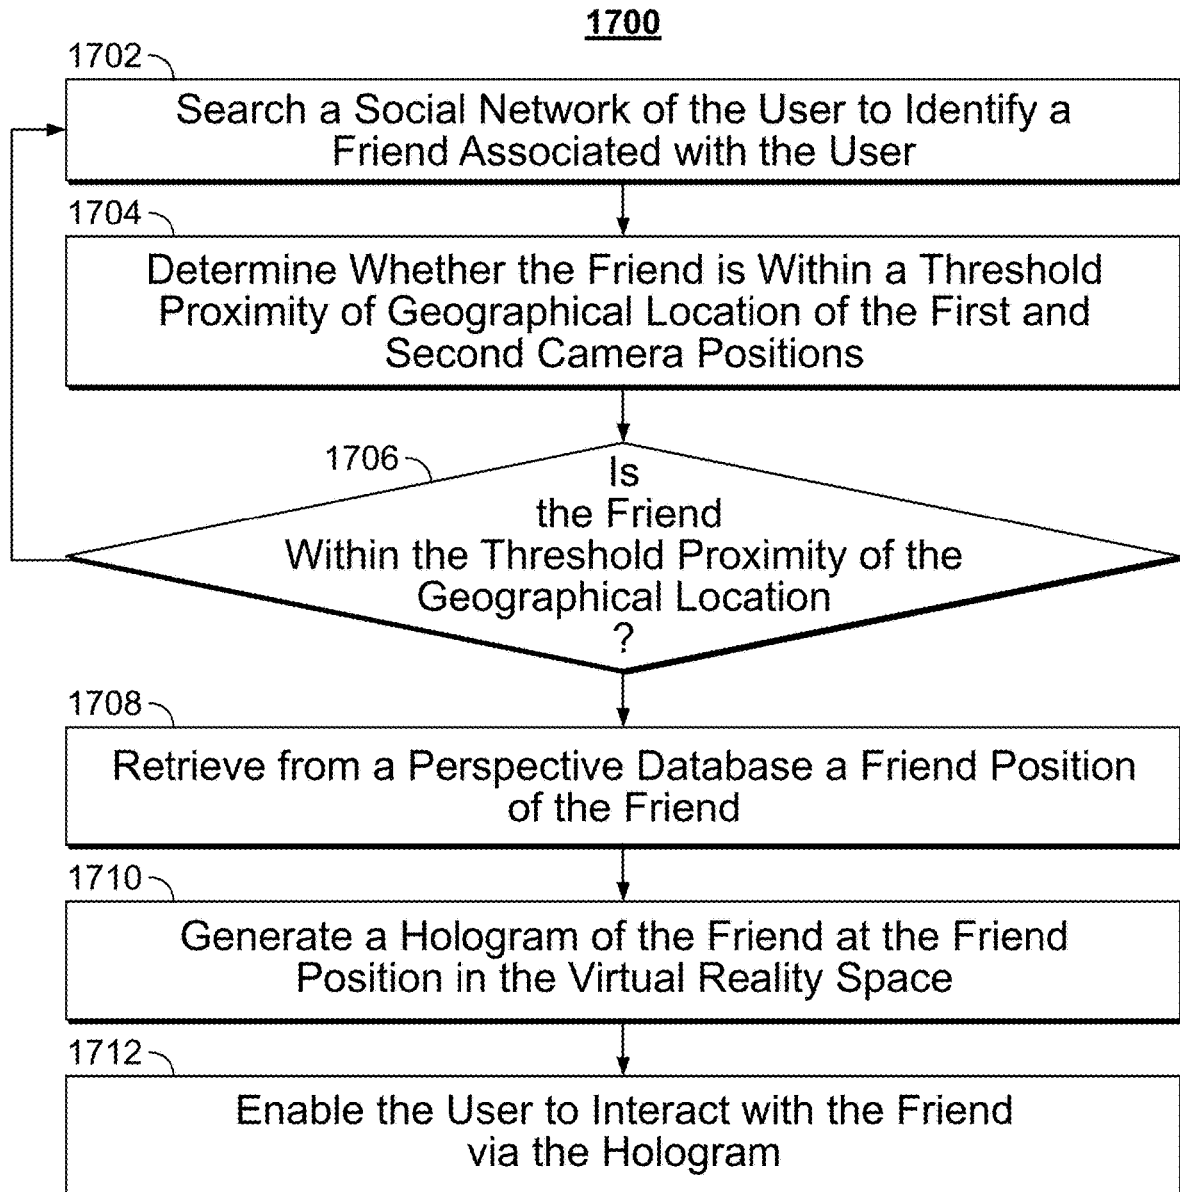 1700
1702
Search a Social Network of the User to Identify a
Friend Associated with the User
1704
Determine Whether the Friend is Within a Threshold
Proximity of Geographical Location of the First and
Second Camera Positions
1706
Is
the Friend
Within the Threshold Proximity of the
Geographical Location
?
1708
Retrieve from a Perspective Database a Friend Position
of the Friend
1710
Generate a Hologram of the Friend at the Friend
Position in the Virtual Reality Space
1712
Enable the User to Interact with the Friend
via the Hologram